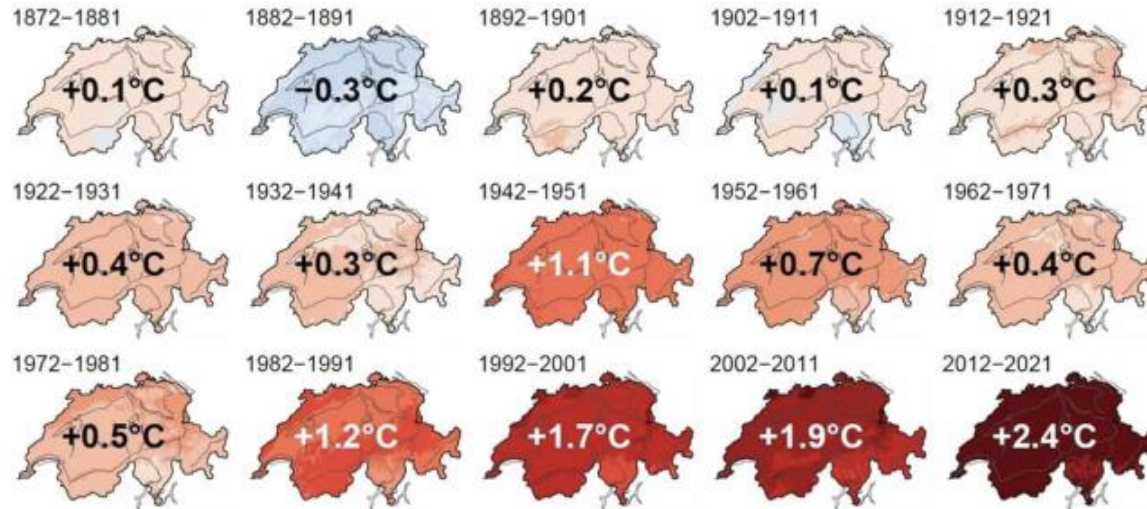 1872−1881 1882−1891 1892−1901 1902−1911 1912−1921
+0.1°C −0.3°C +0.2°C +0.1°C +0.3°C
1922−1931 1932−1941 1942−1951 1952−1961 1962−1971
+0.4°C +0.3°C +1.1°C +0.7°C +0.4°C
1972−1981 1982−1991 1992−2001 2002−2011 2012−2021
+0.5°C +1.2°C +1.7°C +1.9°C +2.4°C